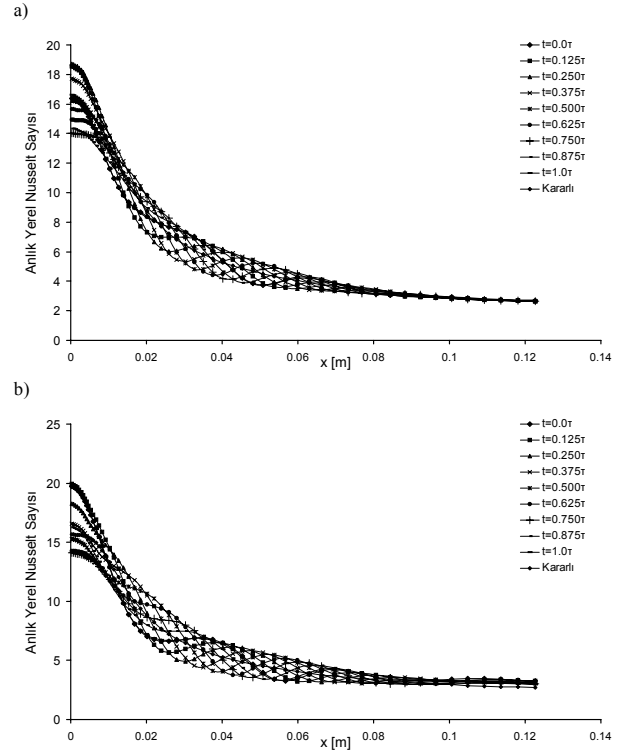 a)
20
18
16
14
12
10
8
6
4
2
0
Anlık Yerel Nusselt Sayısı
0
0.02
0.04
0.06
0.08
0.1
0.12
0.14
x [m]
t=0.0τ
t=0.125τ
t=0.250τ
t=0.375τ
t=0.500τ
t=0.625τ
t=0.750τ
t=0.875τ
t=1.0τ
Kararlı
b)
25
20
15
10
5
0
Anlık Yerel Nusselt Sayısı
0
0.02
0.04
0.06
0.08
0.1
0.12
0.14
x [m]
t=0.0τ
t=0.125τ
t=0.250τ
t=0.375τ
t=0.500τ
t=0.625τ
t=0.750τ
t=0.875τ
t=1.0τ
Kararlı